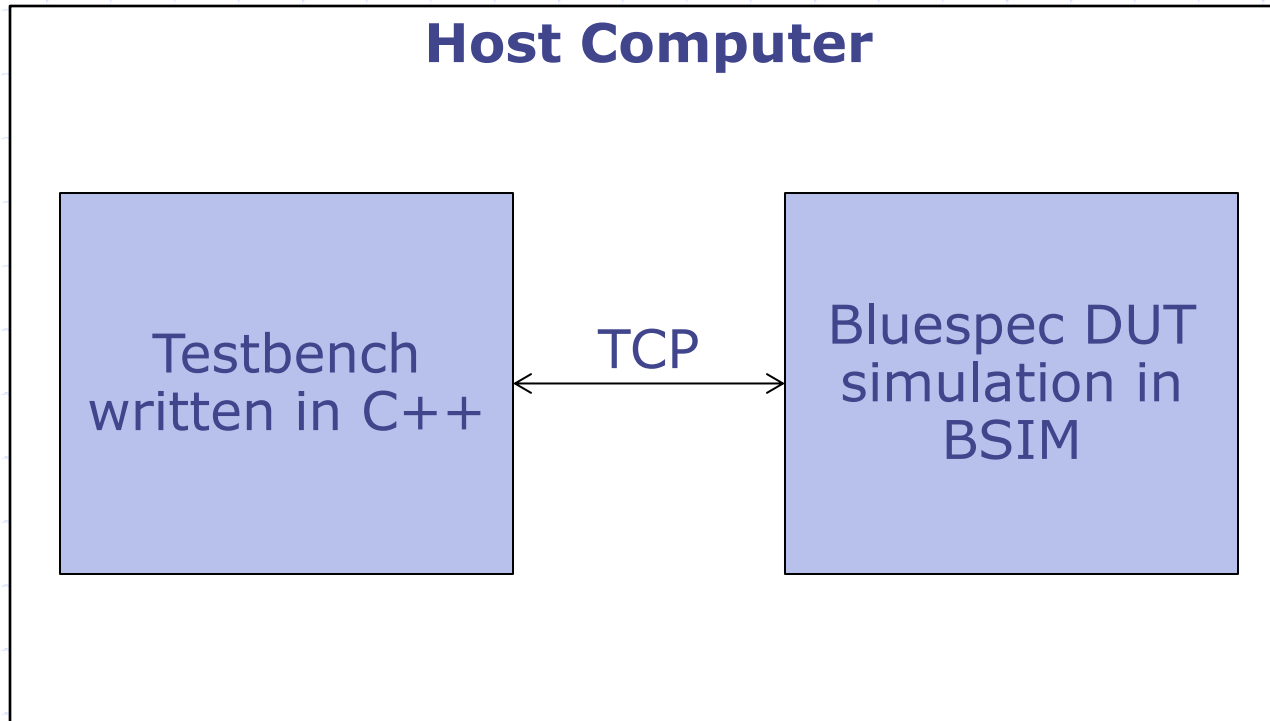 Host Computer
Testbench
written in C++
TCP
Bluespec DUT
simulation in
BSIM